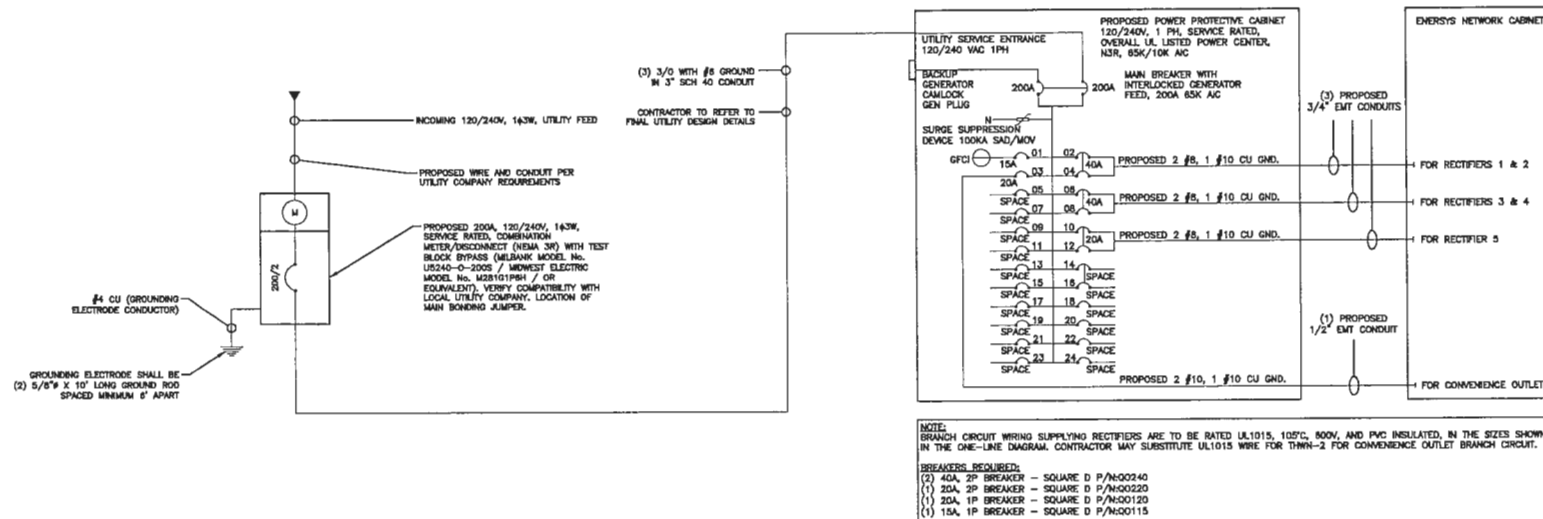 INCOMING 120/240V, 1ϕ3W, UTILITY FEED
PROPOSED WIRE AND CONDUIT PER
UTILITY COMPANY REQUIREMENTS
M
200/2
PROPOSED 200A, 120/240V, 1ϕ3W,
SERVICE RATED, COMBINATION
METER/DISCONNECT (NEMA 3R) WITH TEST
BLOCK BYPASS (MILBANK MODEL No.
U5240-O-200S / MIDWEST ELECTRIC
MODEL No. / OR
EQUIVALENT). VERIFY COMPATIBILITY WITH
LOCAL UTILITY COMPANY. LOCATION OF
MAIN BONDING JUMPER.
#4 CU (GROUNDING
ELECTRODE CONDUCTOR)
GROUNDING ELECTRODE SHALL BE
(2) 5/8"ø X 10' LONG GROUND ROD
SPACED MINIMUM 6' APART
(3) 3/0 WITH #6 GROUND
IN 3" SCH 40 CONDUIT
CONTRACTOR TO REFER TO
FINAL UTILITY DESIGN DETAILS
UTILITY SERVICE ENTRANCE
120/240 VAC 1PH
PROPOSED POWER PROTECTIVE CABINET
120/240V, 1 PH, SERVICE RATED,
OVERALL UL LISTED POWER CENTER,
N3R, 65K/10K AIC
BACKUP
GENERATOR
CAMLOCK
GEN PLUG
200A
200A
MAIN BREAKER WITH
INTERLOCKED GENERATOR
FEED, 200A 65K AIC
N
SURGE SUPPRESSION
DEVICE 100KA SAD/MOV
GFCI
15A 01 02 40A
20A 03 04
PROPOSED 2 #8, 1 #10 CU GND.
SPACE 05 06 40A
SPACE 07 08
PROPOSED 2 #8, 1 #10 CU GND.
SPACE 09 10 20A
SPACE 11 12
PROPOSED 2 #8, 1 #10 CU GND.
SPACE 13 14 SPACE
SPACE 15 16 SPACE
SPACE 17 18 SPACE
SPACE 19 20 SPACE
SPACE 21 22 SPACE
SPACE 23 24 SPACE
PROPOSED 2 #10, 1 #10 CU GND.
(3) PROPOSED
3/4" EMT CONDUITS
(1) PROPOSED
1/2" EMT CONDUIT
ENERSYS NETWORK CABINET
FOR RECTIFIERS 1 & 2
FOR RECTIFIERS 3 & 4
FOR RECTIFIER 5
FOR CONVENIENCE OUTLET
NOTE:
BRANCH CIRCUIT WIRING SUPPLYING RECTIFIERS ARE TO BE RATED UL1015, 105°C, 600V, AND PVC INSULATED, IN THE SIZES SHOWN
IN THE ONE-LINE DIAGRAM. CONTRACTOR MAY SUBSTITUTE UL1015 WIRE FOR THWN-2 FOR CONVENIENCE OUTLET BRANCH CIRCUIT.
BREAKERS REQUIRED:
(2) 40A, 2P BREAKER - SQUARE D P/N:QO240
(1) 20A, 2P BREAKER - SQUARE D P/N:QO220
(1) 20A, 1P BREAKER - SQUARE D P/N:QO120
(1) 15A, 1P BREAKER - SQUARE D P/N:QO115